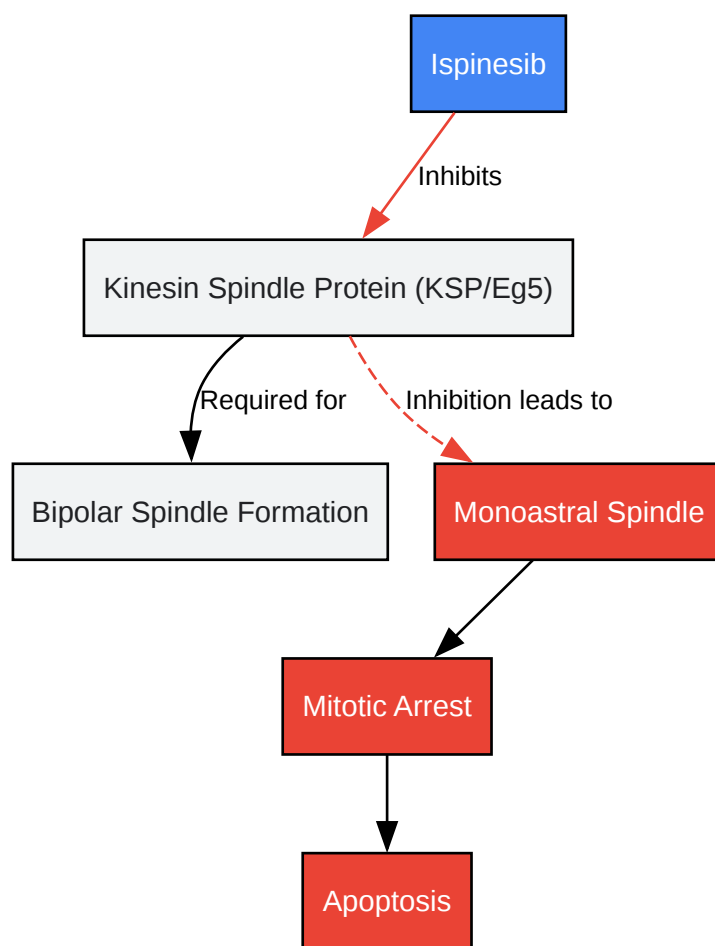 Ispinesib
Inhibits
Kinesin Spindle Protein (KSP/Eg5)
Required for
Inhibition leads to
Bipolar Spindle Formation
Monoastral Spindle
Mitotic Arrest
Apoptosis